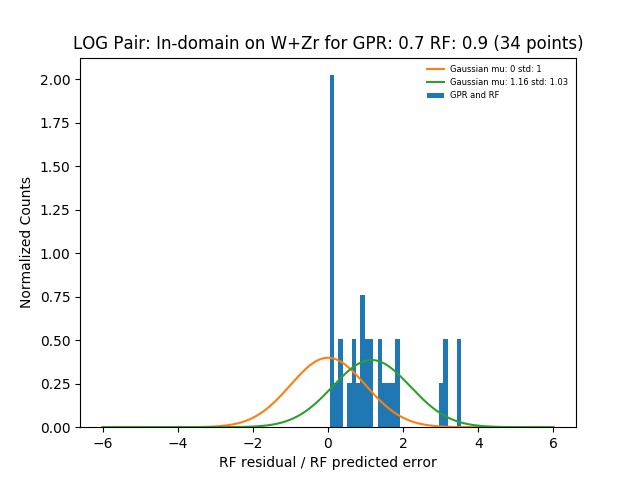 LOG Pair: In-domain on W+Zr for GPR: 0.7 RF: 0.9 (34 points)
Gaussian mu: 0 std: 1
Gaussian mu: 1.16 std: 1.03
GPR and RF
Normalized Counts
2.00
1.75
1.50
1.25
1.00
0.75
0.50
0.25
0.00
−6 −4 −2 0 2 4 6
RF residual / RF predicted error